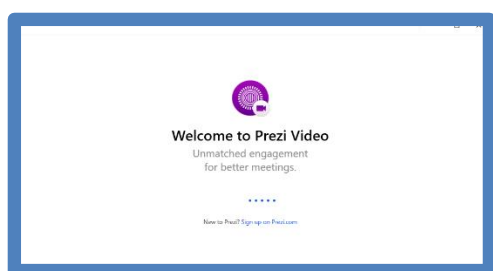 Welcome to Prezi Video
Unmatched engagement
for better meetings.
New to Prezi? Sign up on Prezi.com